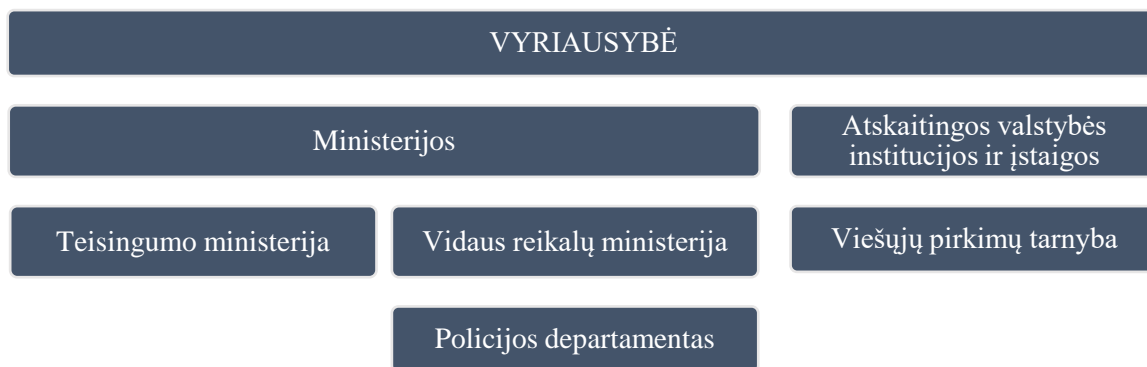 VYRIAUSYBĖ
Ministerijos
Atskaitingos valstybės
institucijos ir įstaigos
Teisingumo ministerija
Vidaus reikalų ministerija
Viešųjų pirkimų tarnyba
Policijos departamentas